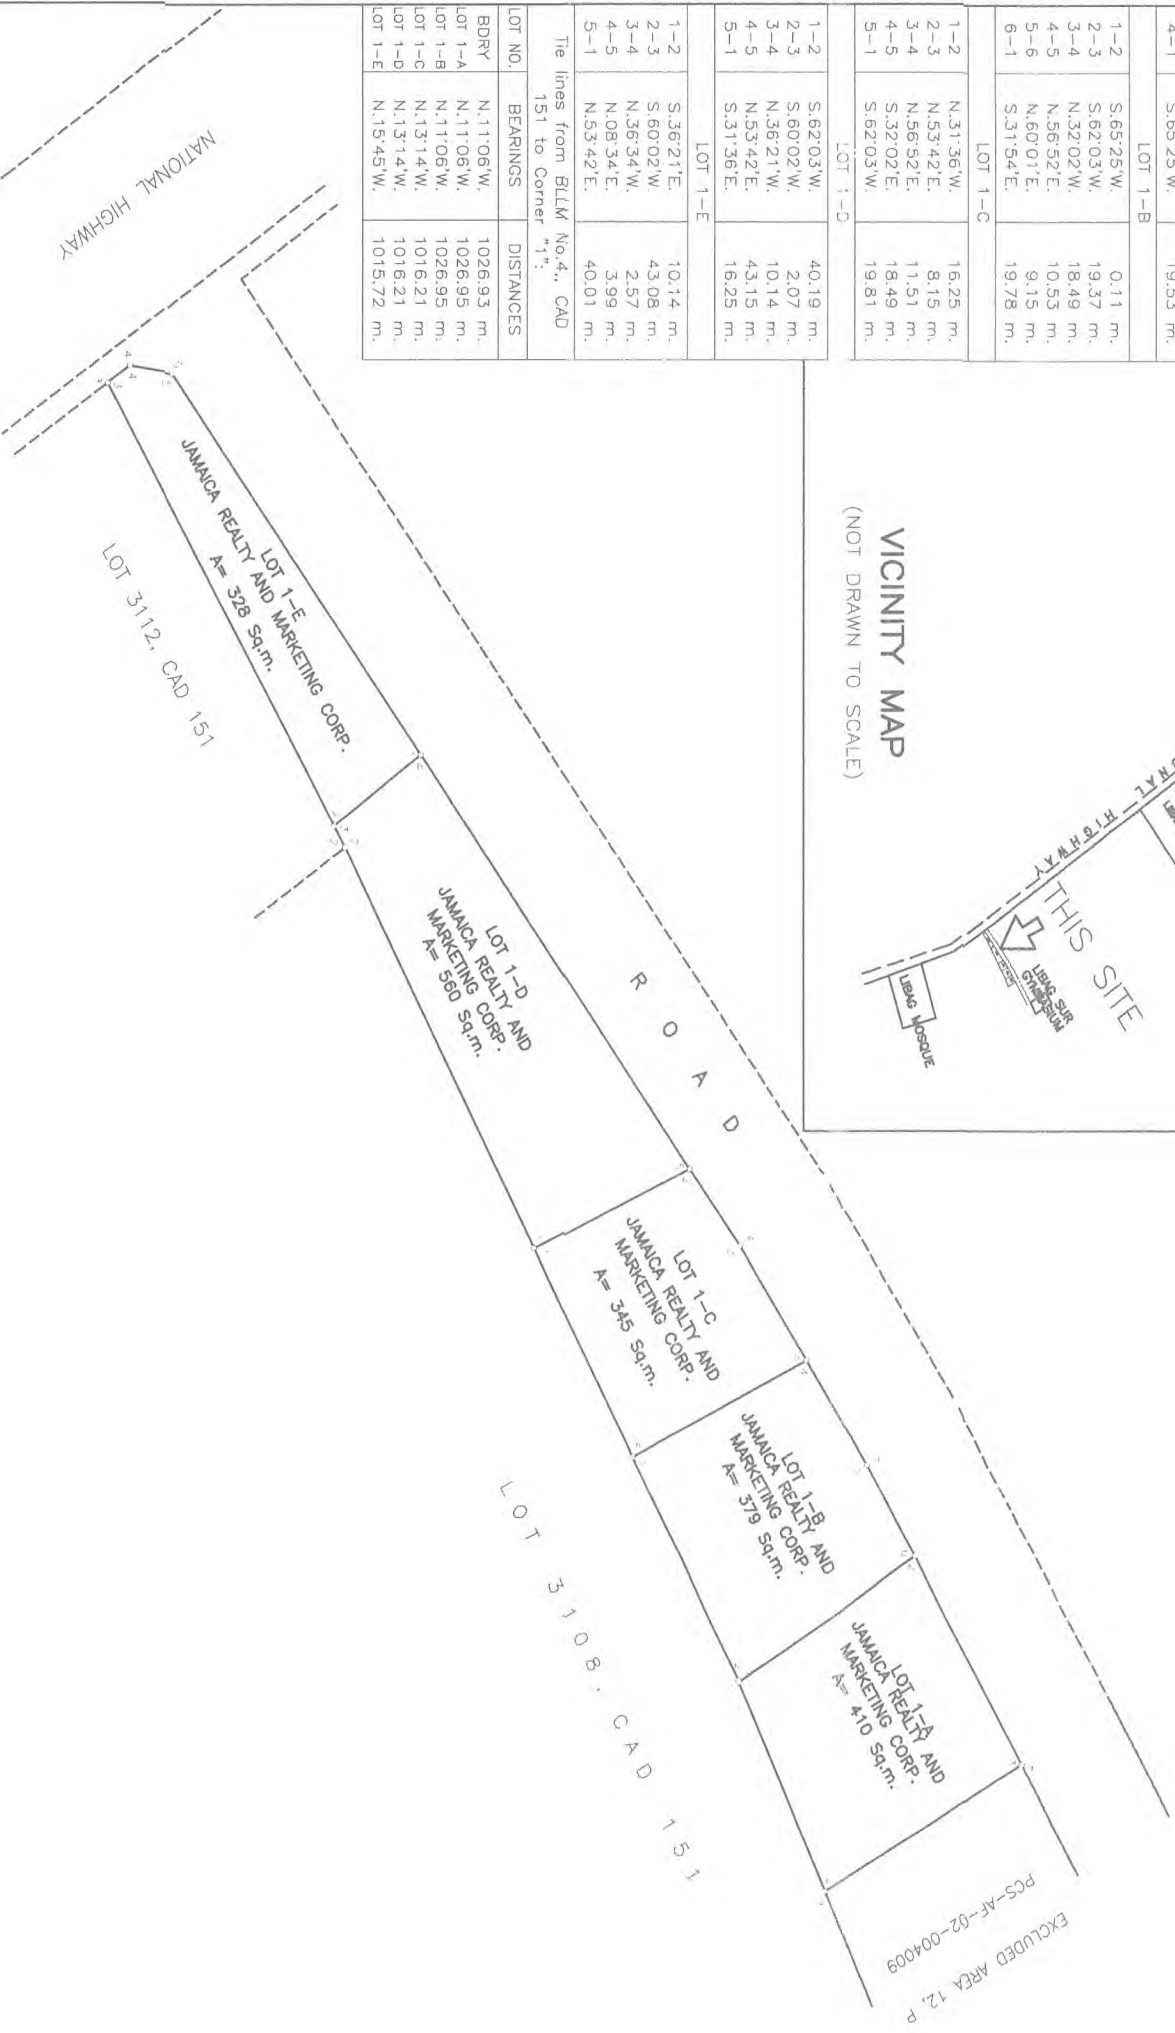 4-1 S.62°23'W. 19.53 m.
LOT 1-B
1-2 S.65°25'W. 0.11 m.
2-3 S.62°03'W. 19.37 m.
3-4 N.32°02'W. 18.49 m.
4-5 N.56°52'E. 10.53 m.
5-6 N.60°01'E. 9.15 m.
6-1 S.31°54'E. 19.78 m.
LOT 1-C
1-2 N.31°36'W. 16.25 m.
2-3 N.53°42'E. 8.15 m.
3-4 N.56°52'E. 11.51 m.
4-5 S.32°02'E. 18.49 m.
5-1 S.62°03'W. 19.81 m.
LOT 1-D
1-2 S.62°03'W. 40.19 m.
2-3 S.60°02'W. 2.07 m.
3-4 N.36°21'W. 10.14 m.
4-5 N.53°42'E. 43.15 m.
5-1 S.31°36'E. 16.25 m.
LOT 1-E
1-2 S.36°21'E. 10.14 m.
2-3 S.60°02'W. 43.08 m.
3-4 N.36°34'W. 2.57 m.
4-5 N.08°34'E. 3.99 m.
5-1 N.53°42'E. 40.01 m.
Tie lines from BLLM No.4., CAD
151 to Corner "1":
LOT NO. BEARINGS DISTANCES
BDRY N.11°06'W. 1026.93 m.
LOT 1-A N.11°06'W. 1026.95 m.
LOT 1-B N.11°06'W. 1026.95 m.
LOT 1-C N.13°14'W. 1016.21 m.
LOT 1-D N.13°14'W. 1016.21 m.
LOT 1-E N.15°45'W. 1015.72 m.
VICINITY MAP
(NOT DRAWN TO SCALE)
HIGHWAY
THIS SITE
LIBAG SUR
GYMNASIUM
LIBAG MOSQUE
NATIONAL HIGHWAY
ROAD
LOT 1-E
JAMAICA REALTY AND MARKETING CORP.
A= 328 Sq.m.
LOT 3112, CAD 151
LOT 1-D
JAMAICA REALTY AND
MARKETING CORP.
A= 560 Sq.m.
LOT 1-C
JAMAICA REALTY AND
MARKETING CORP.
A= 345 Sq.m.
LOT 1-B
JAMAICA REALTY AND
MARKETING CORP.
A= 379 Sq.m.
LOT 1-A
JAMAICA REALTY AND
MARKETING CORP.
A= 410 Sq.m.
LOT 3108, CAD 151
EXCLUDED AREA 12, P
PCS-AF-02-004009